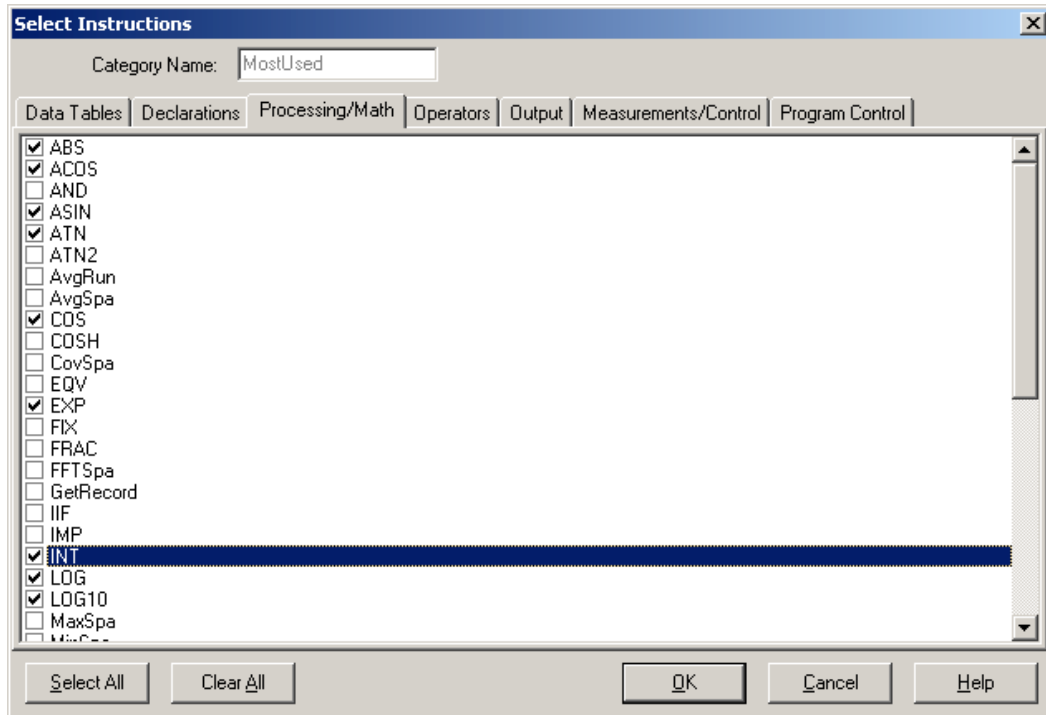 Select Instructions
Category Name: MostUsed
Data Tables Declarations Processing/Math Operators Output Measurements/Control Program Control
ABS
ACOS
AND
ASIN
ATN
ATN2
AvgRun
AvgSpa
COS
COSH
CovSpa
EQV
EXP
FIX
FRAC
FFTSpa
GetRecord
IIF
IMP
INT
LOG
LOG10
MaxSpa
Select All Clear All OK Cancel Help